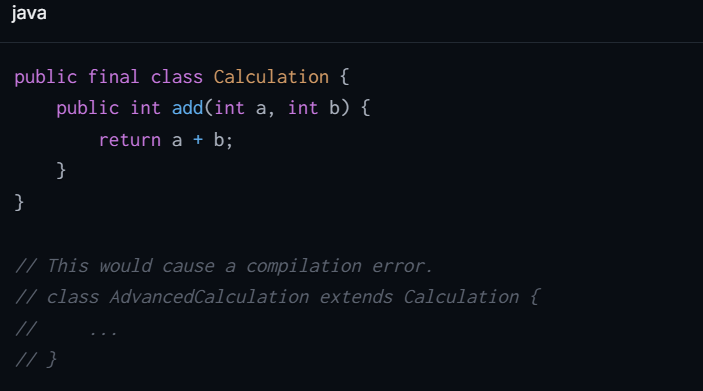 java
public final class Calculation {
    public int add(int a, int b) {
        return a + b;
    }
}
// This would cause a compilation error.
// class AdvancedCalculation extends Calculation {
//     ...
// }